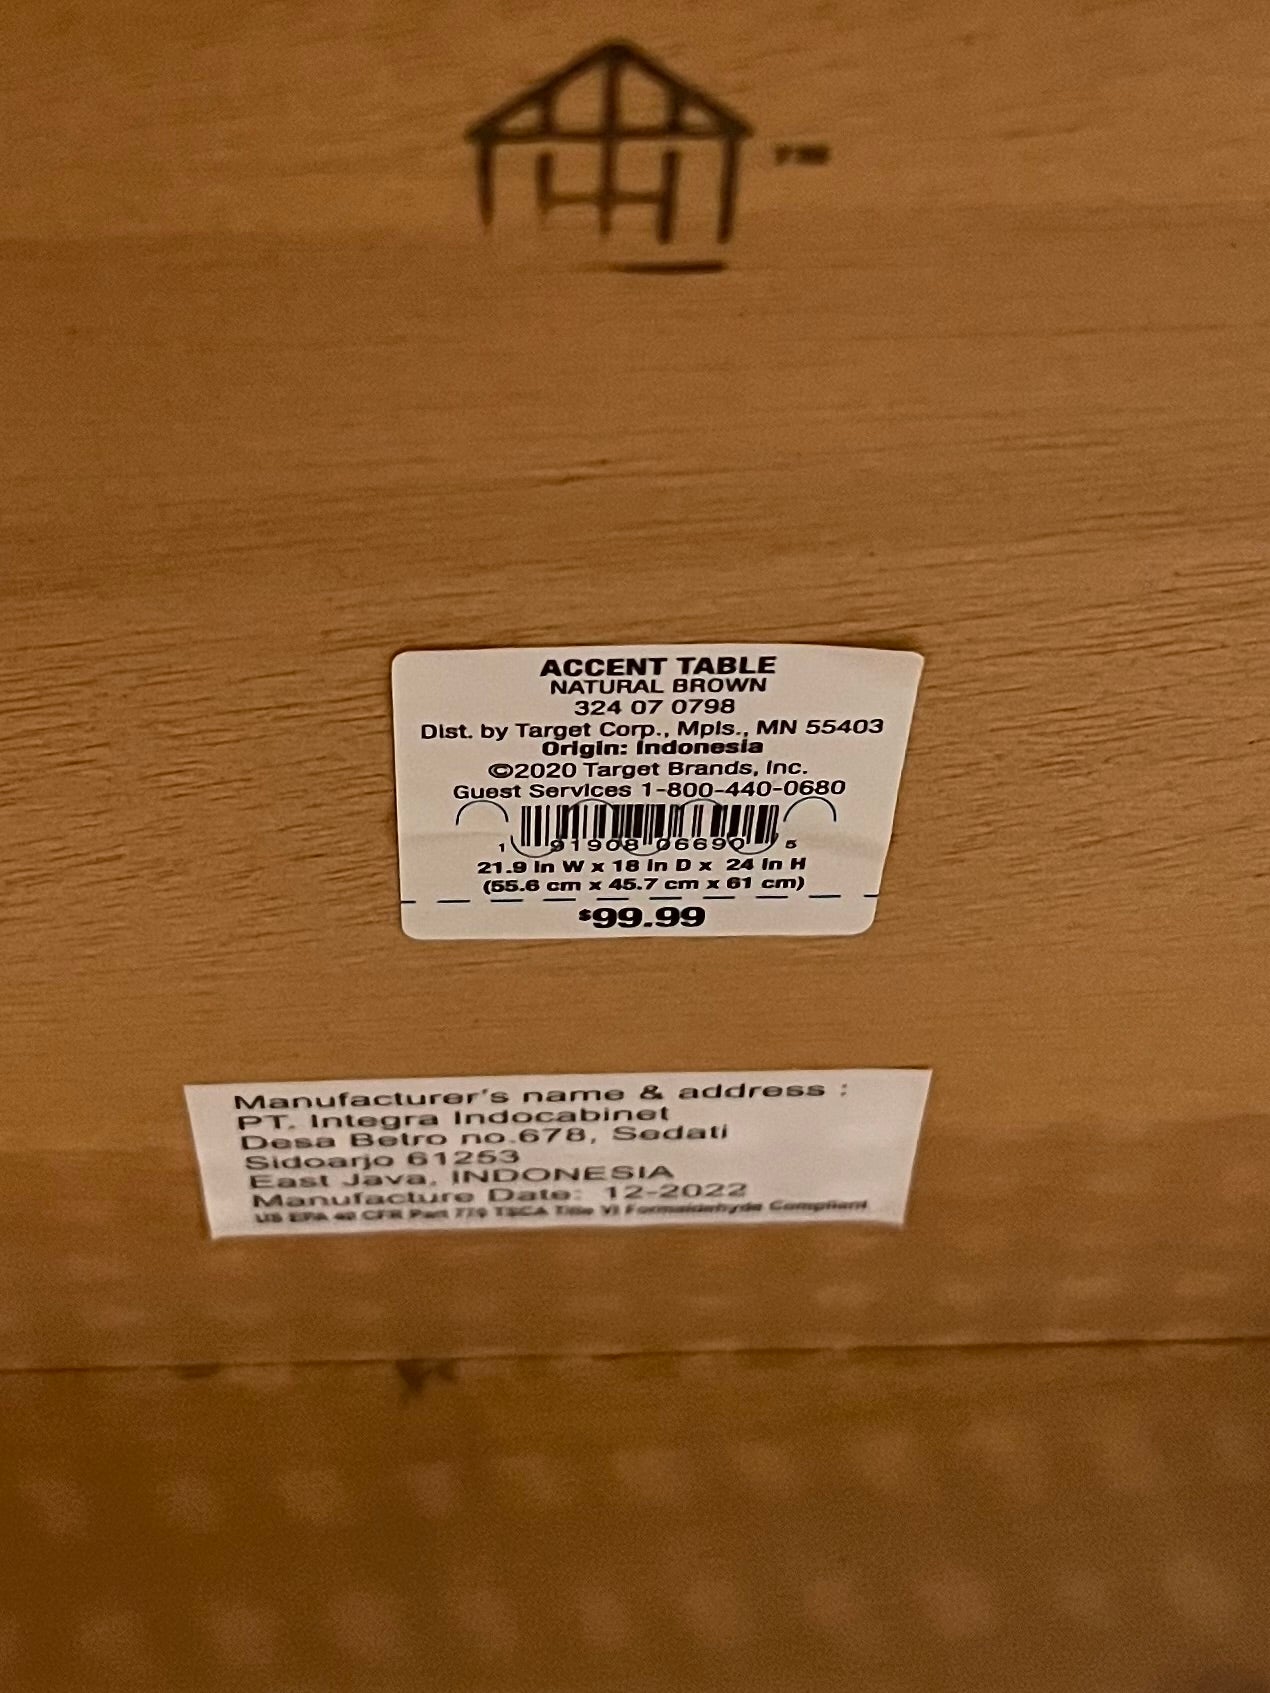 ACCENT TABLE
NATURAL BROWN
324 07 0798
Dist. by Target Corp., Mpls., MN 55403
Origin: Indonesia
©2020 Target Brands, Inc.
Guest Services 1-800-440-0680
1 91908 06690 5
21.9 in W x 18 in D x 24 in H
(55.6 cm x 45.7 cm x 61 cm)
$99.99
Manufacturer's name & address :
PT. Integra Indocabinet
Desa Betro no.678, Sedati
Sidoarjo 61253
East Java, INDONESIA
Manufacture Date: 12-2022
US EPA 40 CFR Part 770 TSCA Title VI Formaldehyde Compliant